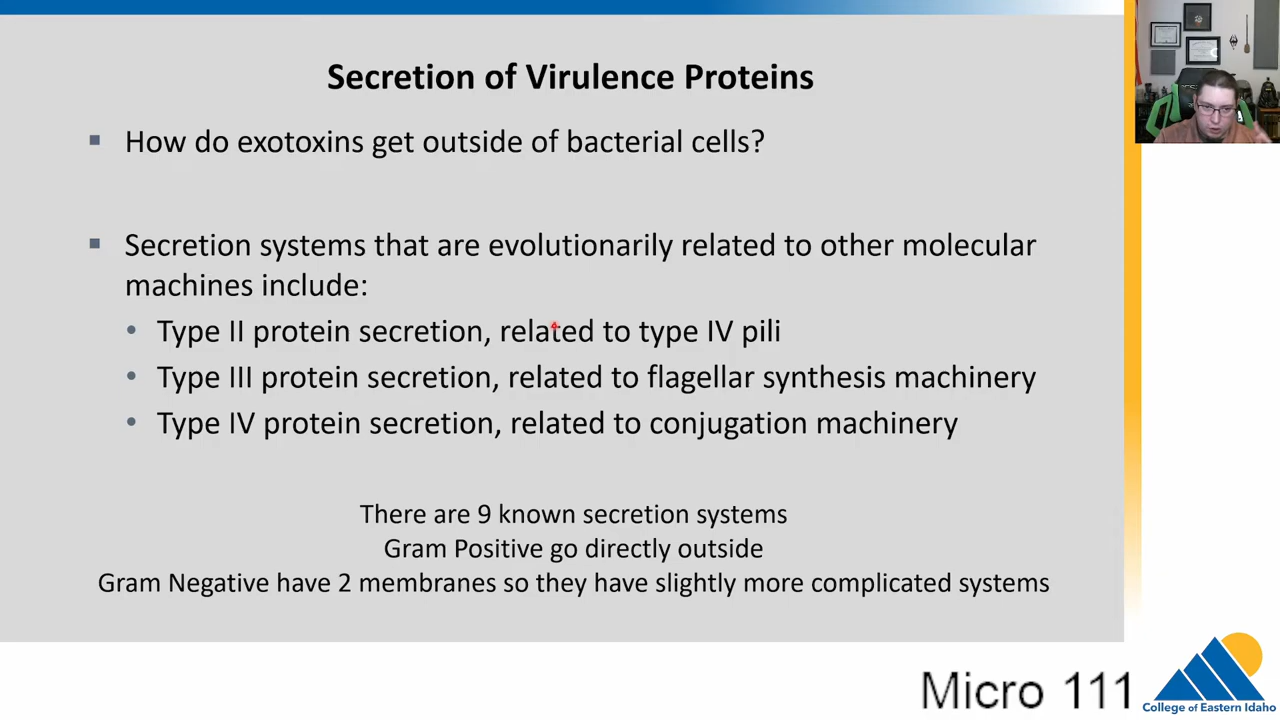 Secretion of Virulence Proteins
▪ How do exotoxins get outside of bacterial cells?
▪ Secretion systems that are evolutionarily related to other molecular
machines include:
• Type II protein secretion, related to type IV pili
• Type III protein secretion, related to flagellar synthesis machinery
• Type IV protein secretion, related to conjugation machinery
There are 9 known secretion systems
Gram Positive go directly outside
Gram Negative have 2 membranes so they have slightly more complicated systems
Micro 111
College of Eastern Idaho